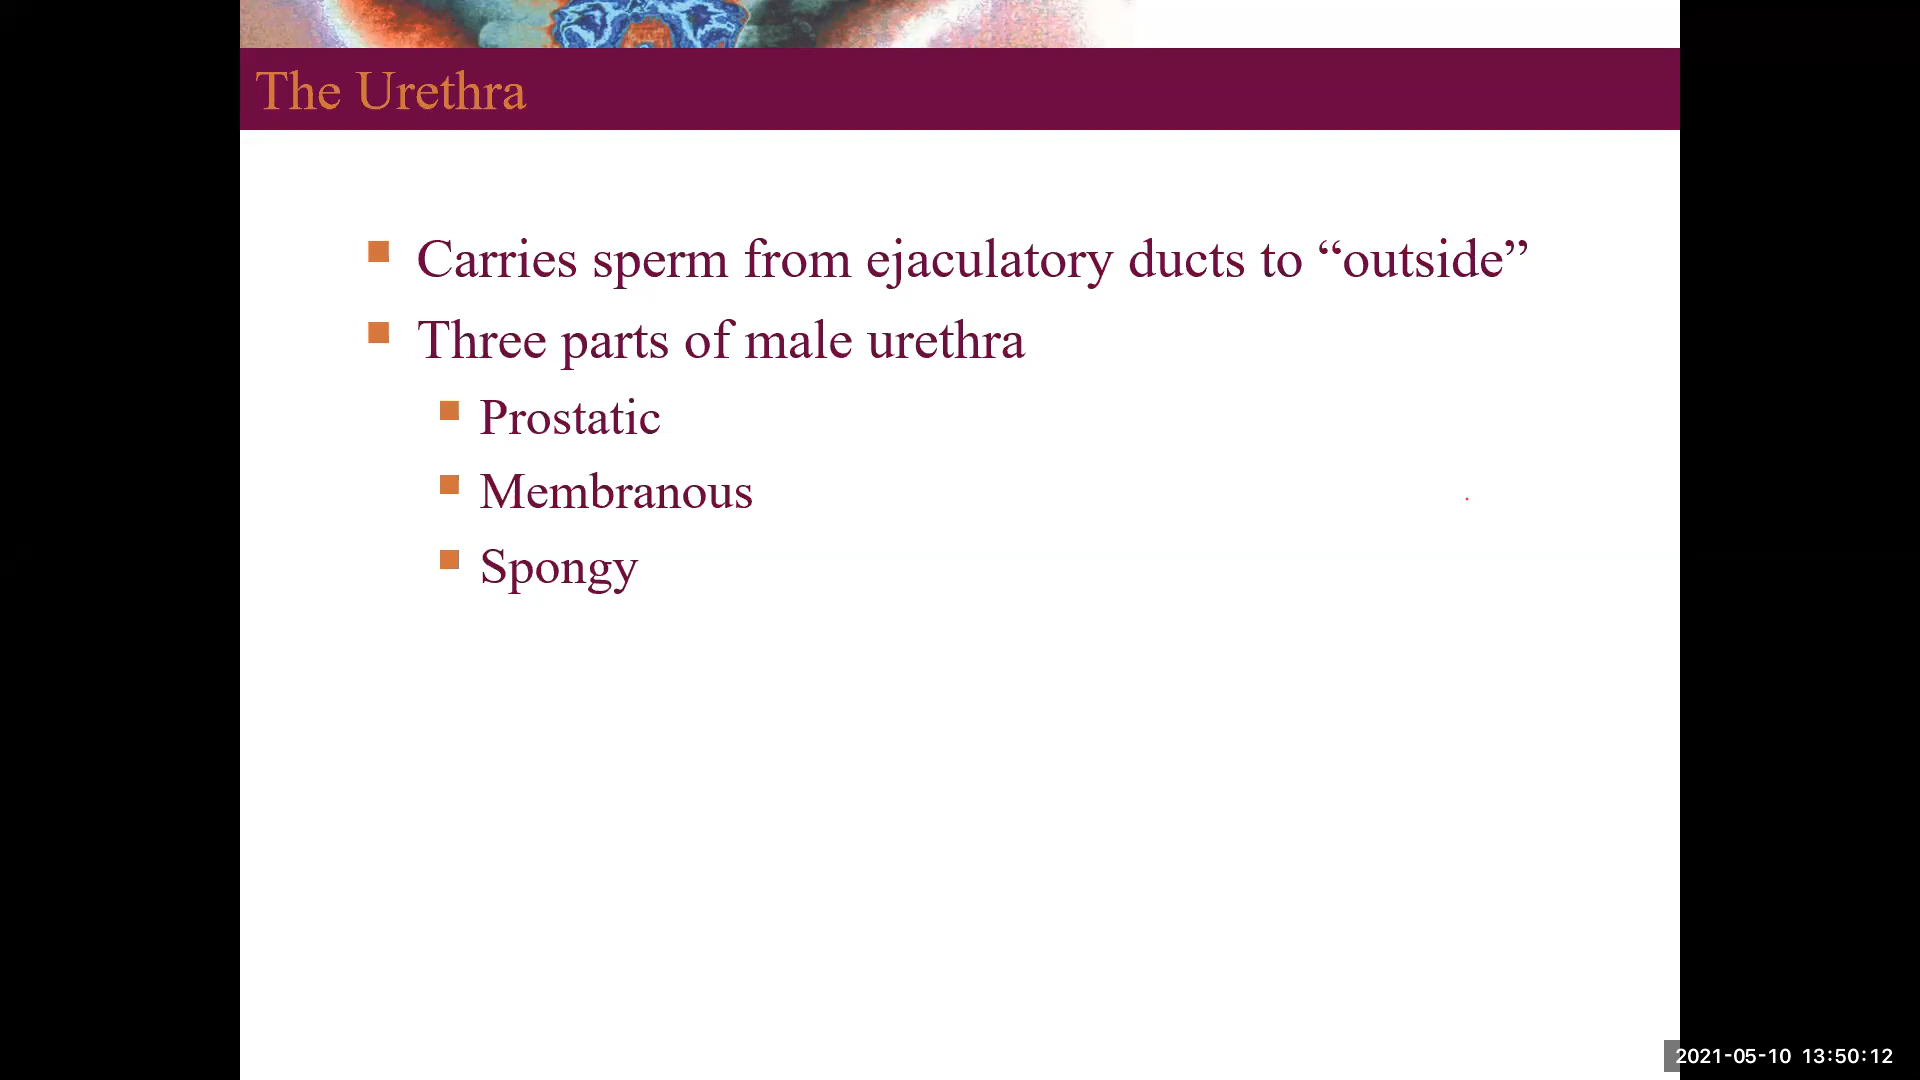 The Urethra
Carries sperm from ejaculatory ducts to “outside”
Three parts of male urethra
Prostatic
Membranous
Spongy
2021-05-10 13:50:12